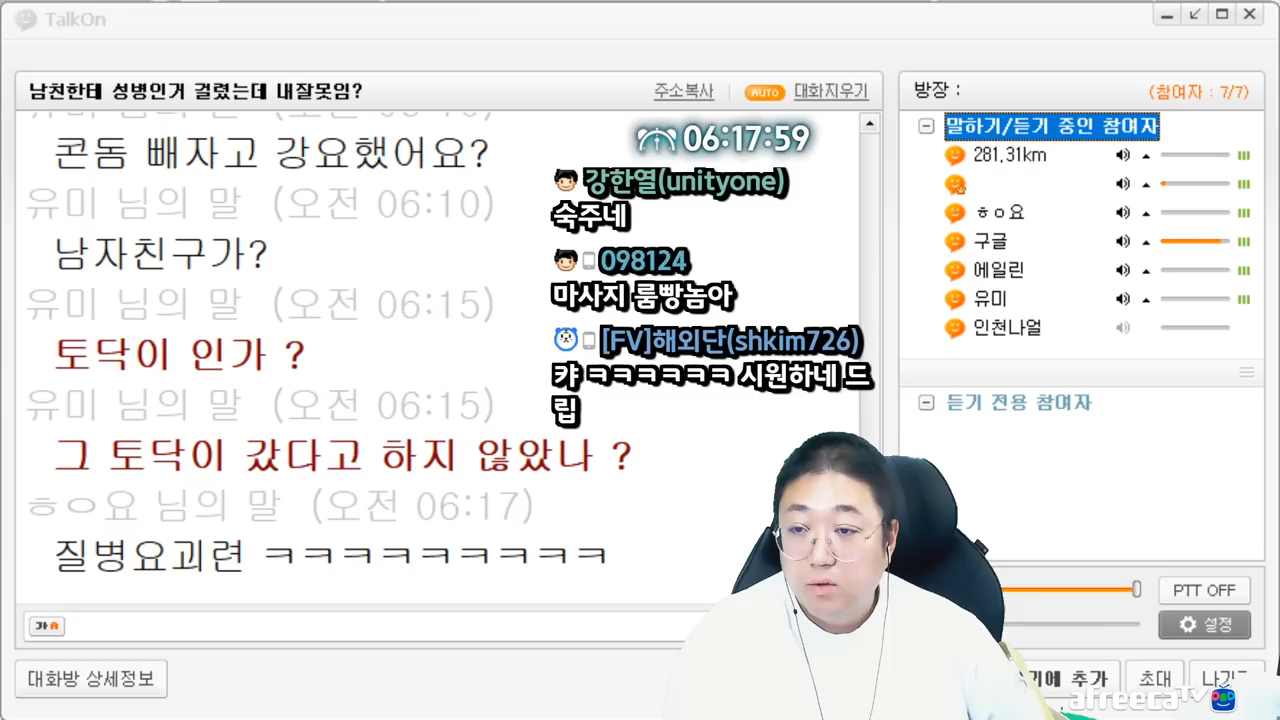 TalkOn
남친한테 성병인거 걸렸는데 내잘못임?
주소복사
AUTO
대화지우기
콘돔 빼자고 강요했어요?
유미 님의 말 (오전 06:10)
남자친구가?
유미 님의 말 (오전 06:15)
토닥이 인가 ?
유미 님의 말 (오전 06:15)
그 토닥이 갔다고 하지 않았나 ?
ㅎㅇ요 님의 말 (오전 06:17)
질병요괴련 ㅋㅋㅋㅋㅋㅋㅋㅋㅋ
06:17:59
강한열(unityone)
숙주네
098124
마사지 룸빵놈아
[FV]해외단(shkim726)
캬 ㅋㅋㅋㅋㅋㅋ 시원하네 드
립
방장 :
(참여자 : 7/7)
말하기/듣기 중인 참여자
281,31km
ㅎㅇ요
구글
에일린
유미
인천나얼
듣기 전용 참여자
PTT OFF
설정
가A
대화방 상세정보
기에 추가
초대
afreecaTV